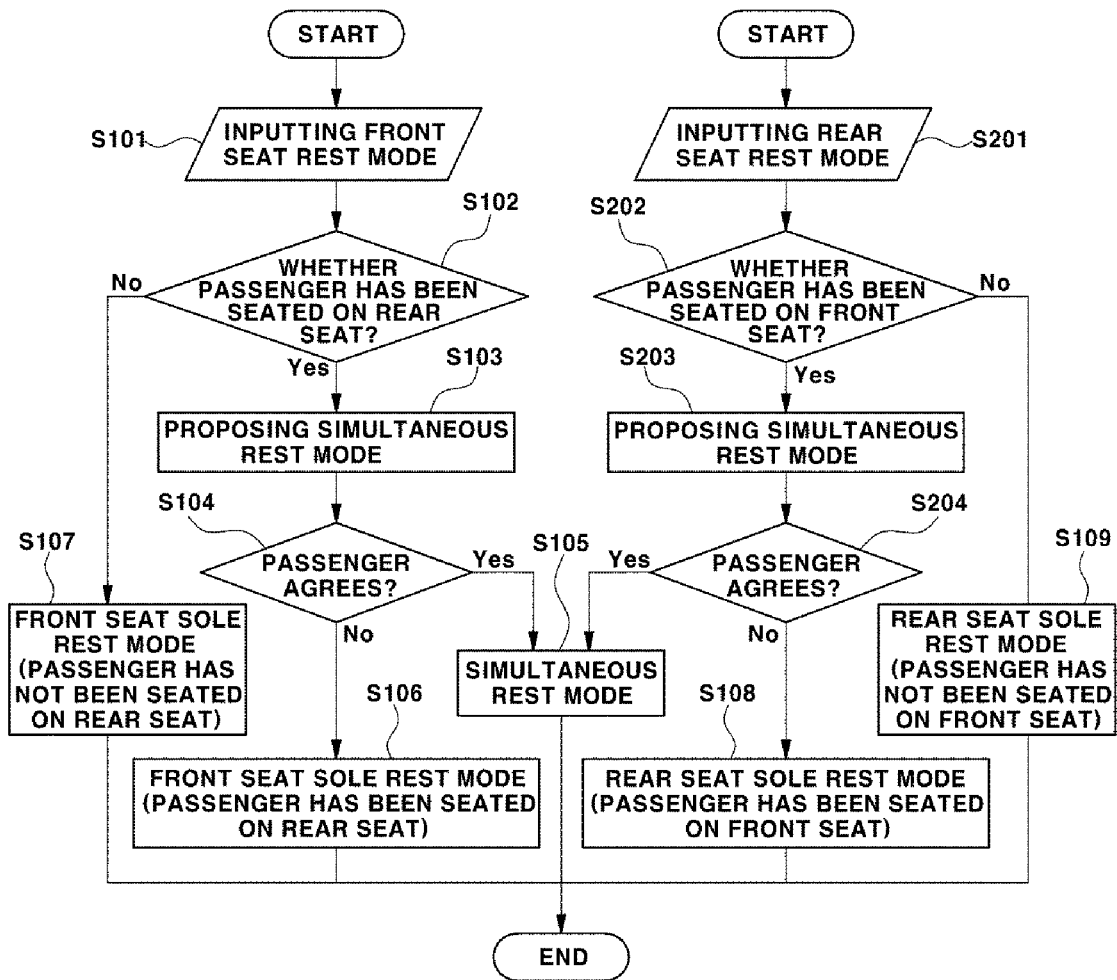 START
START
S101
INPUTTING FRONT
SEAT REST MODE
INPUTTING REAR
SEAT REST MODE
S201
S102
S202
No
WHETHER
PASSENGER HAS BEEN
SEATED ON REAR
SEAT?
WHETHER
PASSENGER HAS BEEN
SEATED ON FRONT
SEAT?
No
Yes
S103
S203
Yes
PROPOSING SIMULTANEOUS
REST MODE
PROPOSING SIMULTANEOUS
REST MODE
S104
S204
S107
PASSENGER
AGREES?
Yes
S105
Yes
PASSENGER
AGREES?
S109
FRONT SEAT SOLE
REST MODE
(PASSENGER HAS
NOT BEEN SEATED
ON REAR SEAT)
No
No
REAR SEAT SOLE
REST MODE
(PASSENGER HAS
NOT BEEN SEATED
ON FRONT SEAT)
SIMULTANEOUS
REST MODE
S106
S108
FRONT SEAT SOLE REST MODE
(PASSENGER HAS BEEN SEATED
ON REAR SEAT)
REAR SEAT SOLE REST MODE
(PASSENGER HAS BEEN SEATED
ON FRONT SEAT)
END